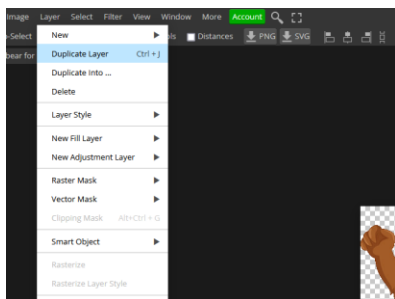 Image Layer Select Filter View Window More Account
-Select New ols Distances PNG SVG
bear for Duplicate Layer Ctrl + J
Duplicate Into ...
Delete
Layer Style
New Fill Layer
New Adjustment Layer
Raster Mask
Vector Mask
Clipping Mask Alt+Ctrl + G
Smart Object
Rasterize
Rasterize Layer Style